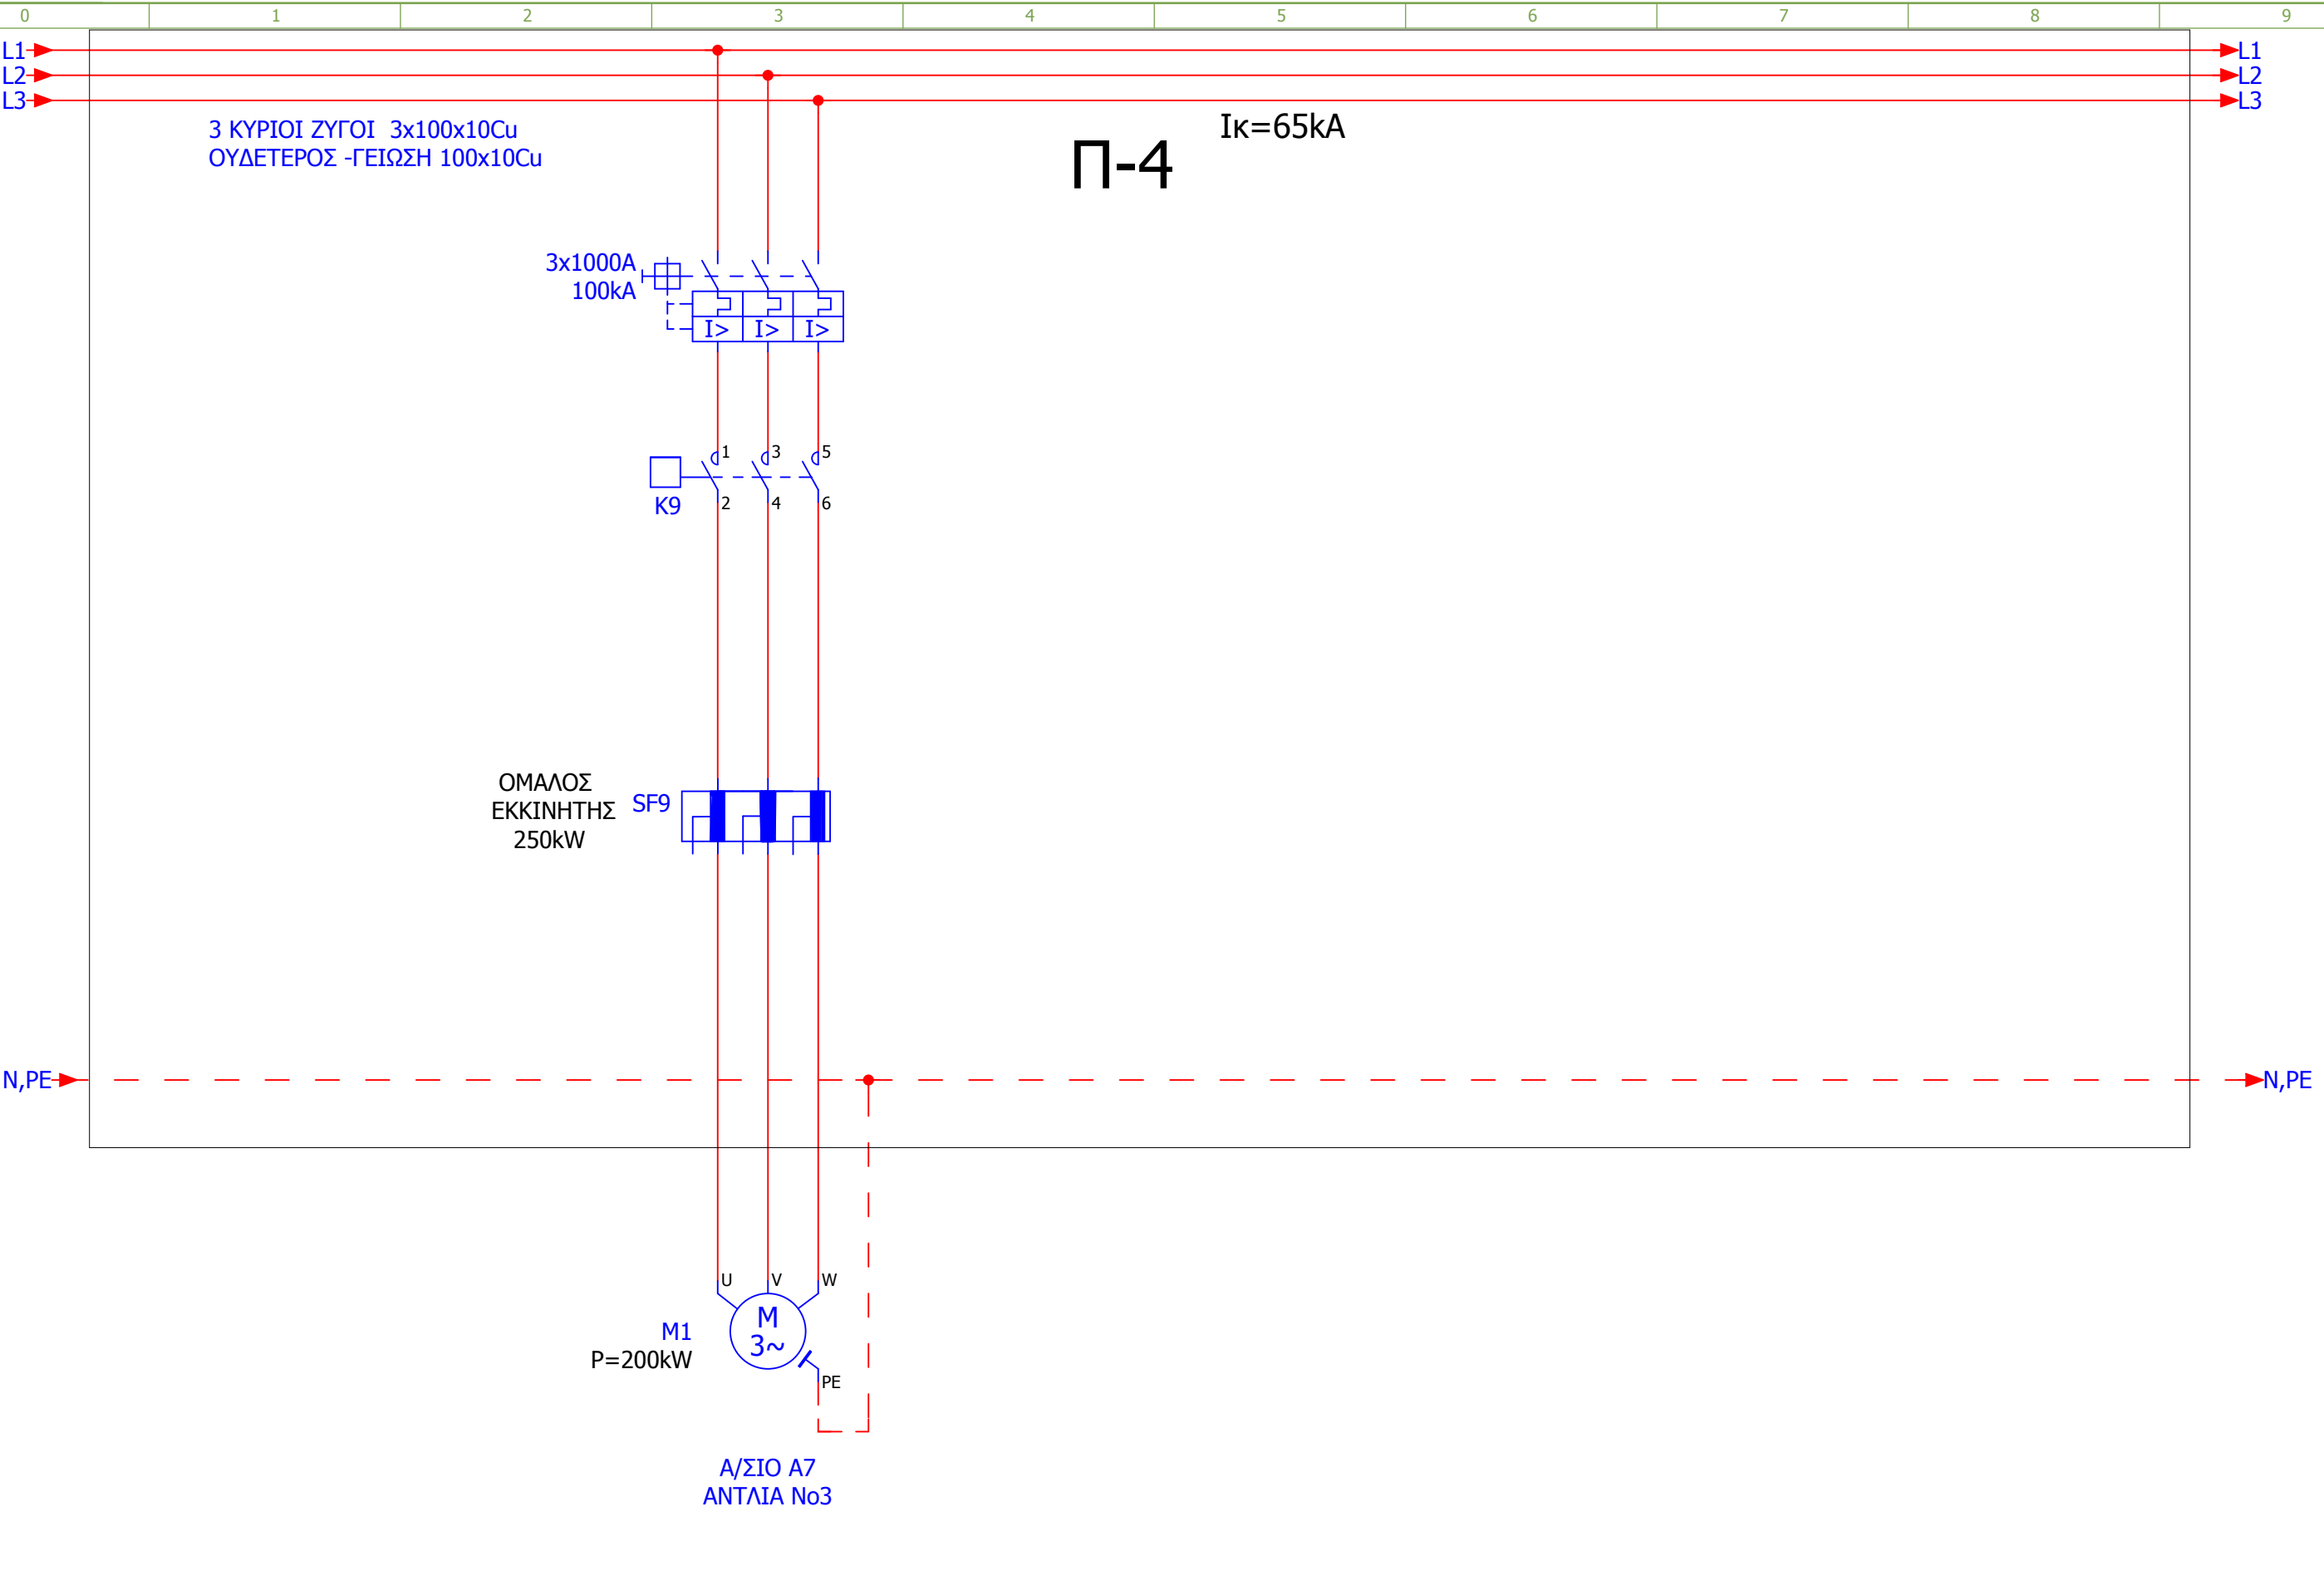 0 1 2 3 4 5 6 7 8 9
L1 L1
L2 L2
L3 L3
3 ΚΥΡΙΟΙ ΖΥΓΟΙ 3x100x10Cu
ΟΥΔΕΤΕΡΟΣ -ΓΕΙΩΣΗ 100x10Cu
Iκ=65kA
Π-4
3x1000A
100kA
I> I> I>
1 3 5
K9
2 4 6
ΟΜΑΛΟΣ
ΕΚΚΙΝΗΤΗΣ
250kW
SF9
N,PE N,PE
U V W
M
3~
M1
P=200kW
PE
Α/ΣΙΟ Α7
ΑΝΤΛΙΑ Νο3